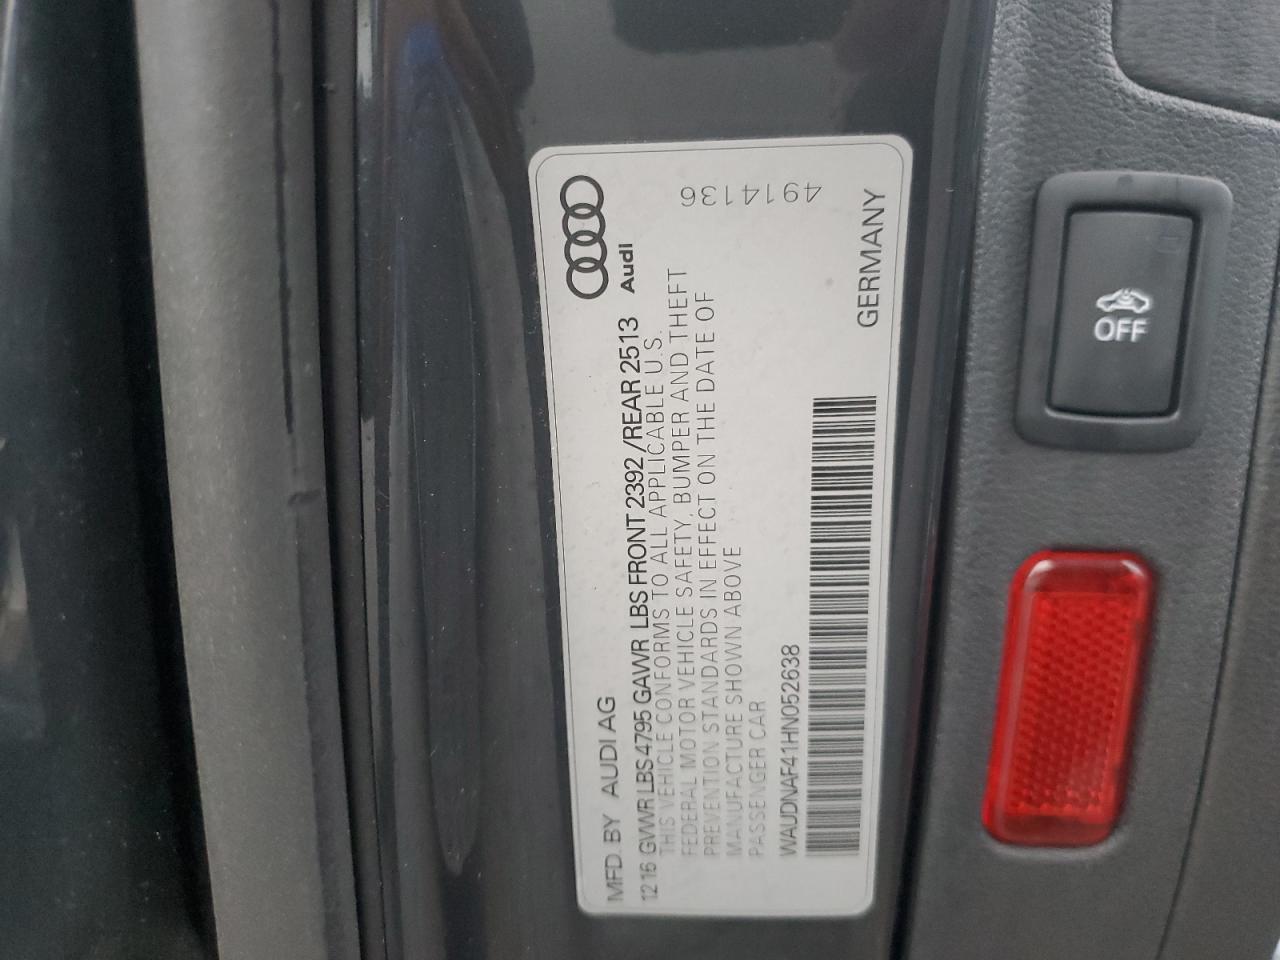 Audi
MFD. BY AUDI AG
12 16 GVWR LBS 4795 GAWR LBS FRONT 2392 /REAR 2513
THIS VEHICLE CONFORMS TO ALL APPLICABLE U.S.
FEDERAL MOTOR VEHICLE SAFETY, BUMPER AND THEFT
PREVENTION STANDARDS IN EFFECT ON THE DATE OF
MANUFACTURE SHOWN ABOVE
PASSENGER CAR
WAUDNAF41HN052638
GERMANY
4914136
OFF